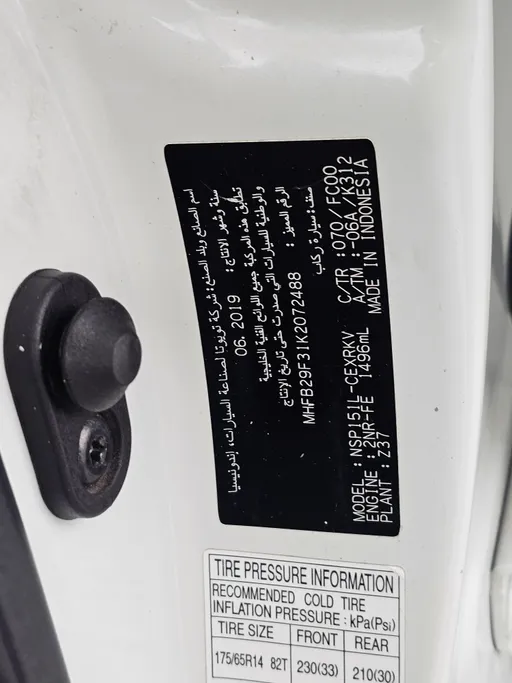 اسم الصانع وبلد الصنع: شركة تويوتا لصناعة السيارات، إندونيسيا
سنة وشهر الانتاج: 06. 2019
تطابق هذه المركبة جميع اللوائح الفنية الخليجية
والوطنية للسيارات التي صدرت حتى تاريخ الإنتاج
الرقم المميز: MHFB29F31K2072488
صنف: سيارة ركاب
MODEL : NSP151L-CEXRKV C/TR :070/FC00
ENGINE :2NR-FE 1496mL A/TM :-06A/K312
PLANT : Z37 MADE IN INDONESIA
TIRE PRESSURE INFORMATION
RECOMMENDED COLD TIRE
INFLATION PRESSURE : kPa(Psi)
TIRE SIZE FRONT REAR
175/65R14 82T 230(33) 210(30)